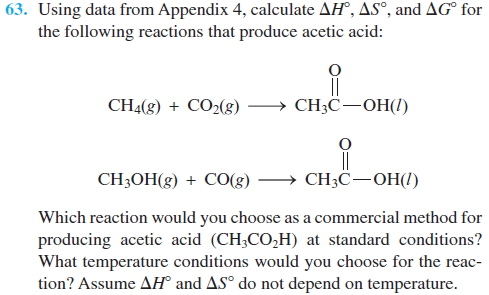 63. Using data from Appendix 4, calculate ΔH°, ΔS°, and ΔG° for
the following reactions that produce acetic acid:
O
CH₄(g) + CO₂(g) ⟶ CH₃C—OH(l)
O
CH₃OH(g) + CO(g) ⟶ CH₃C—OH(l)
Which reaction would you choose as a commercial method for
producing acetic acid (CH₃CO₂H) at standard conditions?
What temperature conditions would you choose for the reac-
tion? Assume ΔH° and ΔS° do not depend on temperature.